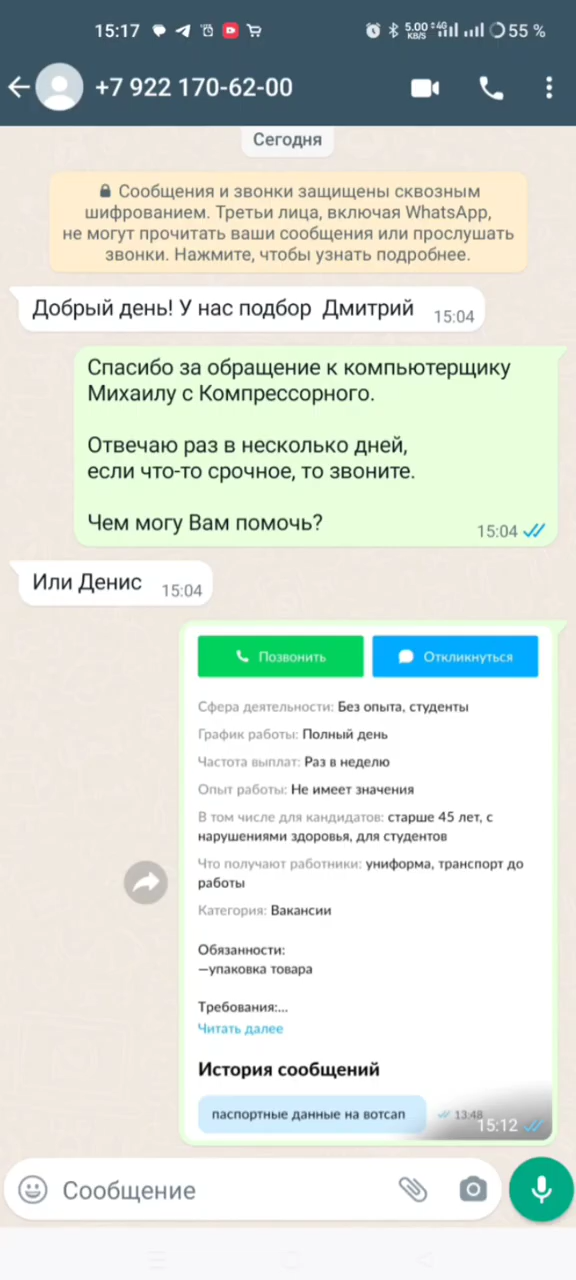 15:17
5.00 KB/S
4G
55 %
+7 922 170-62-00
Сегодня
Сообщения и звонки защищены сквозным
шифрованием. Третьи лица, включая WhatsApp,
не могут прочитать ваши сообщения или прослушать
звонки. Нажмите, чтобы узнать подробнее.
Добрый день! У нас подбор Дмитрий 15:04
Спасибо за обращение к компьютерщику
Михаилу с Компрессорного.
Отвечаю раз в несколько дней,
если что-то срочное, то звоните.
Чем могу Вам помочь? 15:04
Или Денис 15:04
Позвонить
Откликнуться
Сфера деятельности: Без опыта, студенты
График работы: Полный день
Частота выплат: Раз в неделю
Опыт работы: Не имеет значения
В том числе для кандидатов: старше 45 лет, с
нарушениями здоровья, для студентов
Что получают работники: униформа, транспорт до
работы
Категория: Вакансии
Обязанности:
—упаковка товара
Требования:...
Читать далее
История сообщений
паспортные данные на вотсап 13:48
15:12
Сообщение